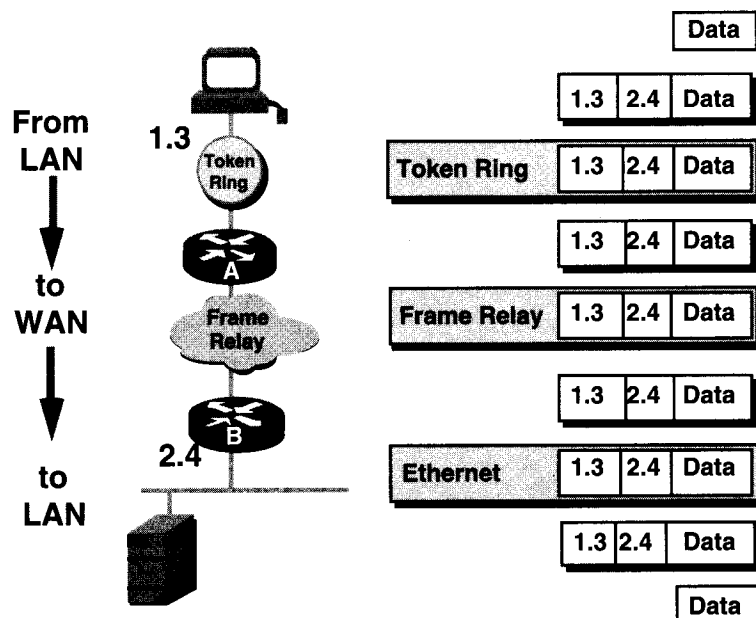 Data
1.3 2.4 Data
From
LAN
1.3
Token
Ring
Token Ring 1.3 2.4 Data
A
1.3 2.4 Data
to
WAN
Frame
Relay
Frame Relay 1.3 2.4 Data
B
1.3 2.4 Data
2.4
to
LAN
Ethernet 1.3 2.4 Data
1.3 2.4 Data
Data